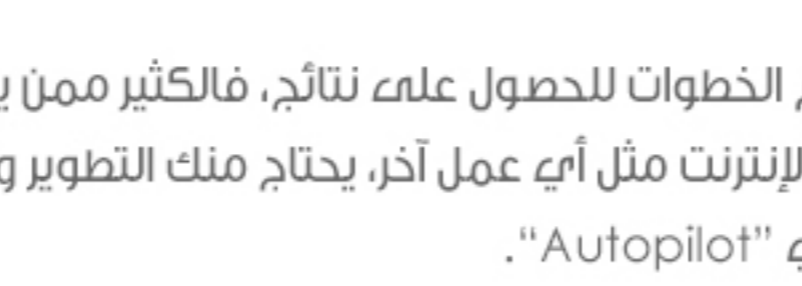 الخطوات للحصول على نتائج، فالكثير ممن
الإنترنت مثل أي عمل آخر، يحتاج منك التطوير و
"Autopilot".